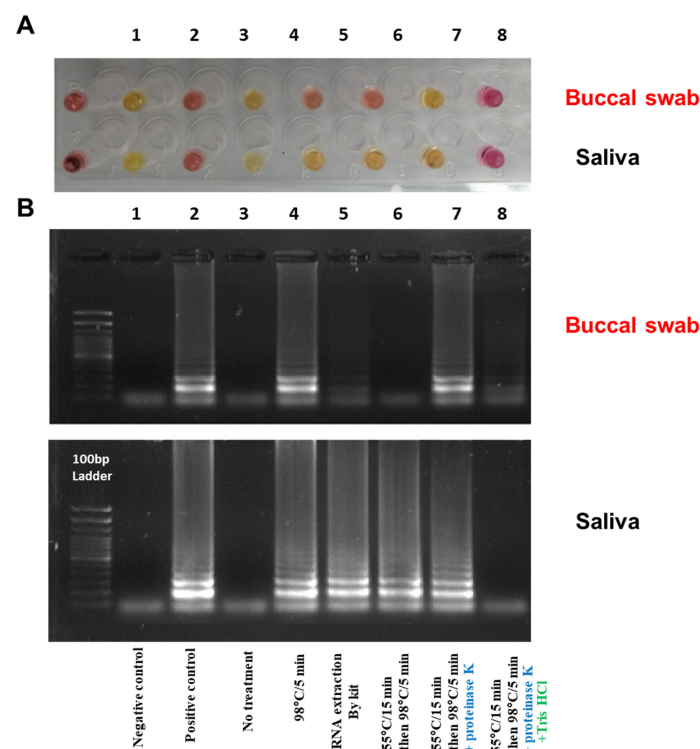 A
1 2 3 4 5 6 7 8
Buccal swab
Saliva
B
1 2 3 4 5 6 7 8
Buccal swab
100bp
Ladder
Saliva
Negative control
Positive control
No treatment
98°C/5 min
RNA extraction
By kit
55°C/15 min
then 98°C/5 min
55°C/15 min
then 98°C/5 min
+ proteinase K
55°C/15 min
then 98°C/5 min
+ proteinase K
+Tris HCl